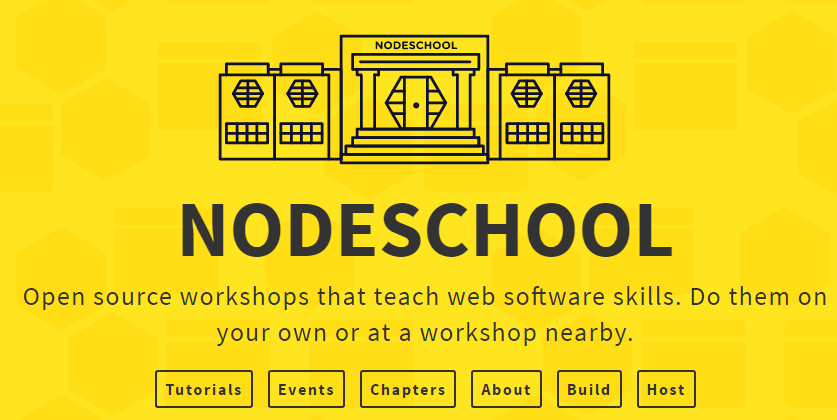 NODESCHOOL
NODESCHOOL
Open source workshops that teach web software skills. Do them on
your own or at a workshop nearby.
Tutorials Events Chapters About Build Host